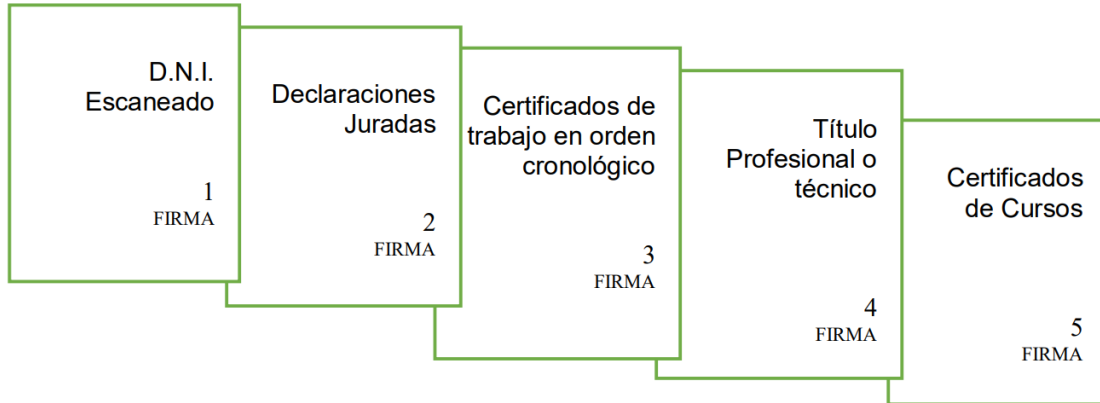 D.N.I.
Escaneado
1
FIRMA
Declaraciones
Juradas
2
FIRMA
Certificados de
trabajo en orden
cronológico
3
FIRMA
Título
Profesional o
técnico
4
FIRMA
Certificados
de Cursos
5
FIRMA